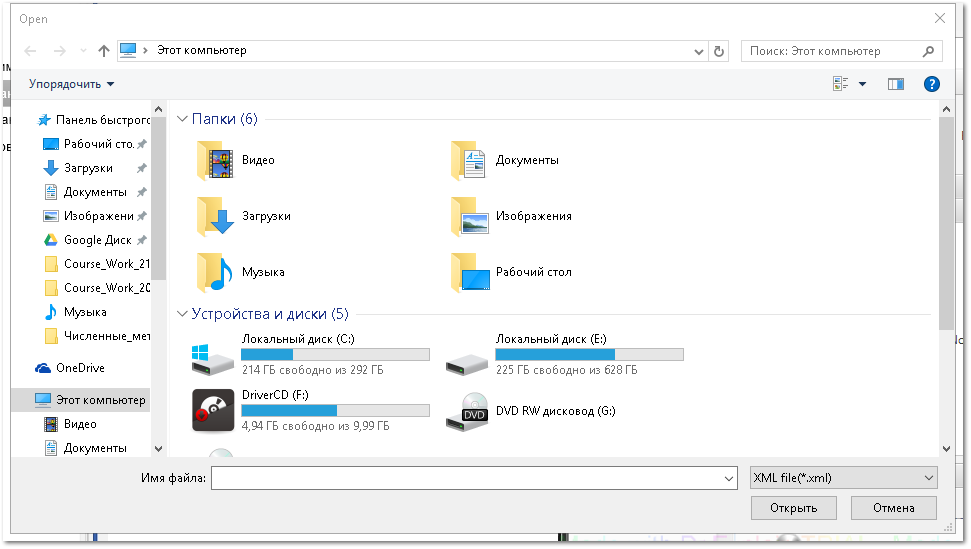 Open
Этот компьютер
Поиск: Этот компьютер
Упорядочить
Панель быстрого
Рабочий сто.
Загрузки
Документы
Изображени
Google Диск
Course_Work_21
Course_Work_20
Музыка
Численные_мет
OneDrive
Этот компьютер
Видео
Документы
Папки (6)
Видео
Документы
Загрузки
Изображения
Музыка
Рабочий стол
Устройства и диски (5)
Локальный диск (C:)
214 ГБ свободно из 292 ГБ
Локальный диск (E:)
225 ГБ свободно из 628 ГБ
DriverCD (F:)
4,94 ГБ свободно из 9,99 ГБ
DVD
DVD RW дисковод (G:)
Имя файла:
XML file(*.xml)
Открыть
Отмена